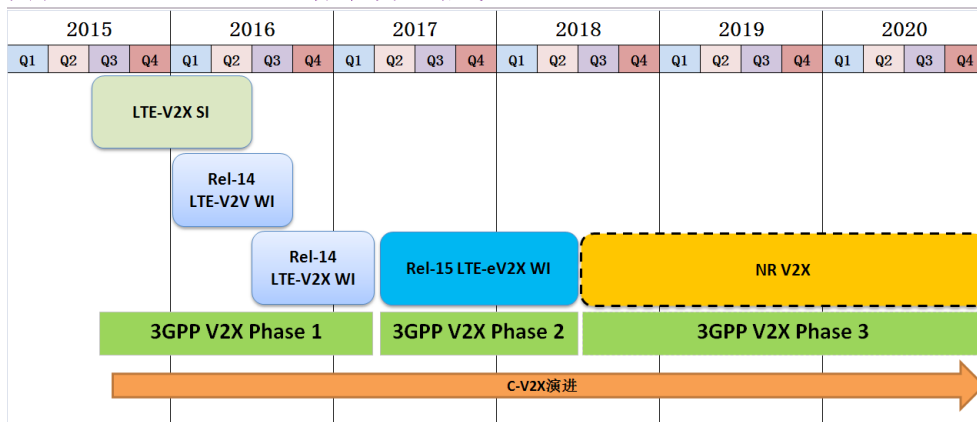 2015 2016 2017 2018 2019 2020
Q1 Q2 Q3 Q4 Q1 Q2 Q3 Q4 Q1 Q2 Q3 Q4 Q1 Q2 Q3 Q4 Q1 Q2 Q3 Q4 Q1 Q2 Q3 Q4
LTE-V2X SI
Rel-14
LTE-V2V WI
Rel-14
LTE-V2X WI
Rel-15 LTE-eV2X WI
NR V2X
3GPP V2X Phase 1
3GPP V2X Phase 2
3GPP V2X Phase 3
C-V2X演进